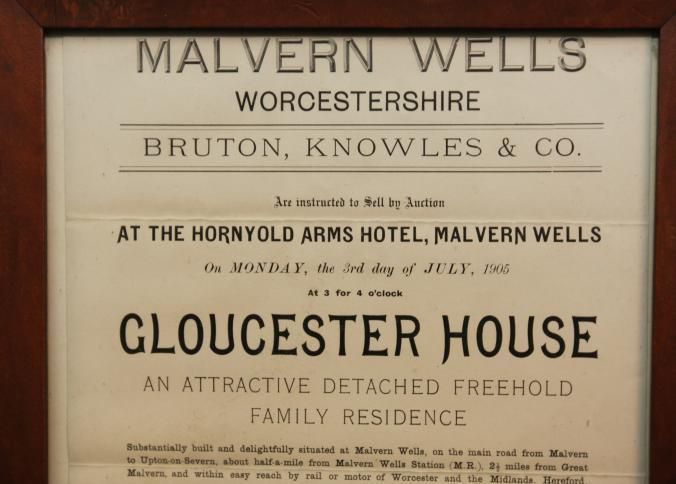 MALVERN WELLS
WORCESTERSHIRE
BRUTON, KNOWLES & CO.
Are instructed to Sell by Auction
AT THE HORNYOLD ARMS HOTEL, MALVERN WELLS
On MONDAY, the 3rd day of JULY, 1905
At 3 for 4 o'clock
GLOUCESTER HOUSE
AN ATTRACTIVE DETACHED FREEHOLD
FAMILY RESIDENCE
Substantially built and delightfully situated at Malvern Wells, on the main road from Malvern
to Upton-on-Severn, about half-a-mile from Malvern Wells Station (M.R.), 2½ miles from Great
Malvern, and within easy reach by rail or motor of Worcester and the Midlands, Hereford,